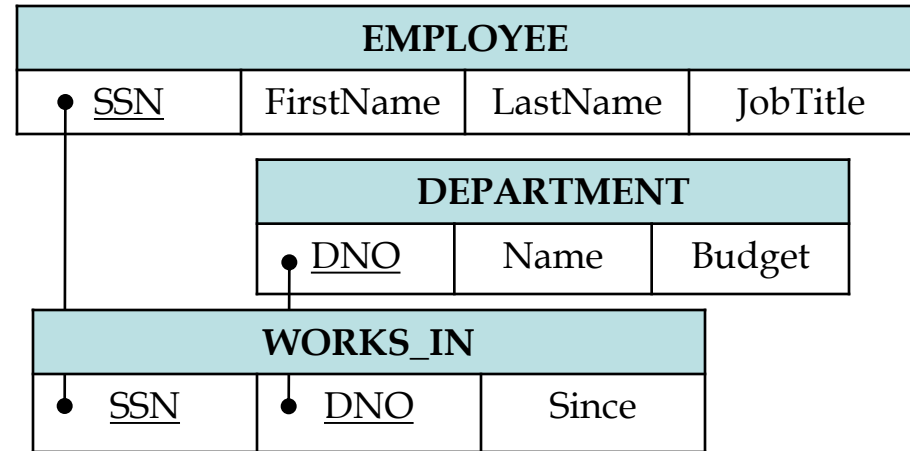 EMPLOYEE
SSN FirstName LastName JobTitle
DEPARTMENT
DNO Name Budget
WORKS_IN
SSN DNO Since